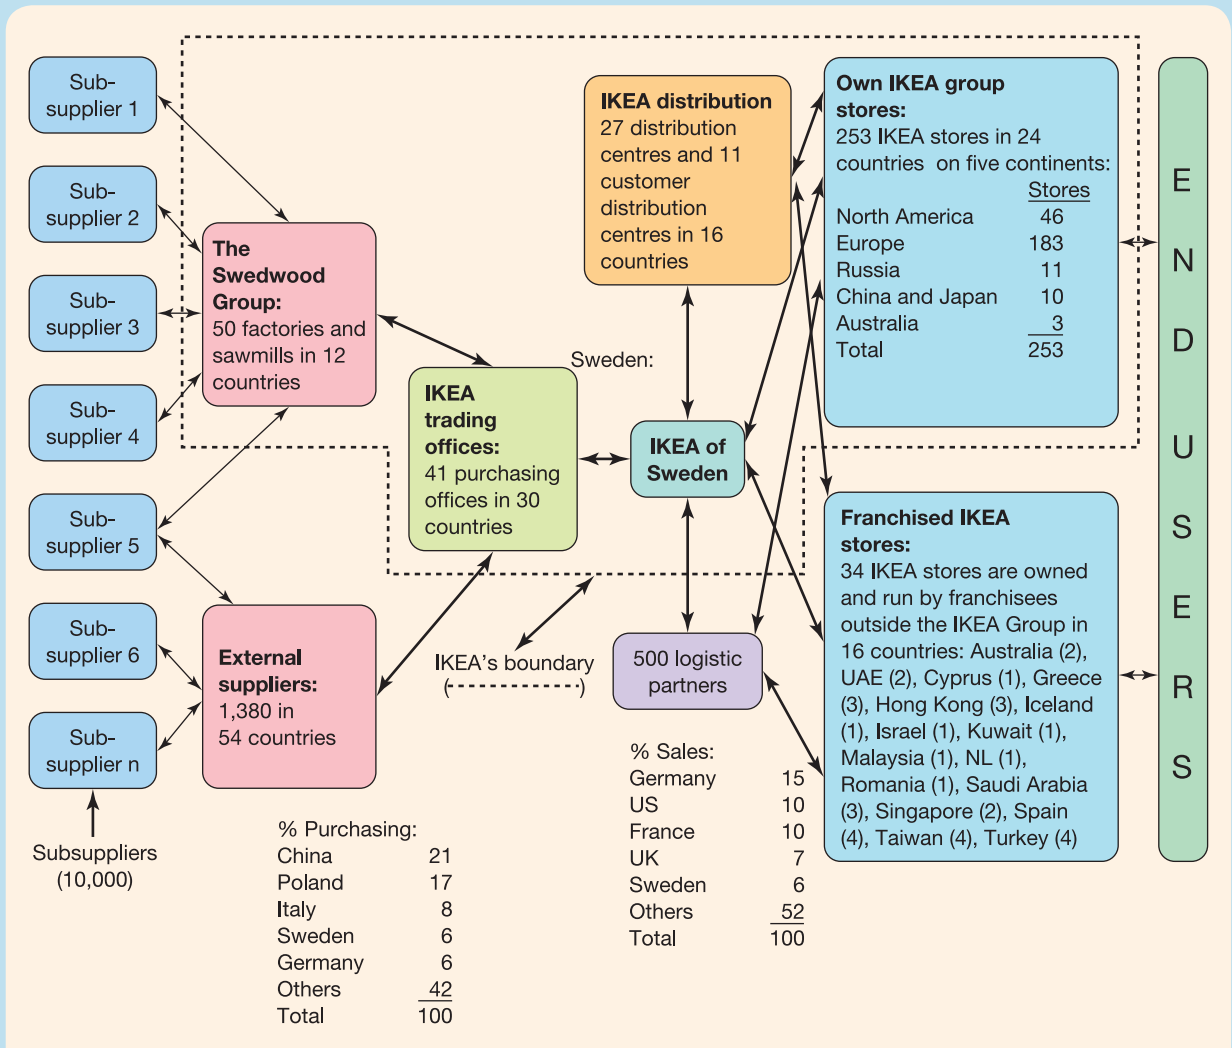 Sub-
supplier 1
Sub-
supplier 2
Sub-
supplier 3
Sub-
supplier 4
Sub-
supplier 5
Sub-
supplier 6
Sub-
supplier n
Subsuppliers
(10,000)
The
Swedwood
Group:
50 factories and
sawmills in 12
countries
External
suppliers:
1,380 in
54 countries
% Purchasing:
China 21
Poland 17
Italy 8
Sweden 6
Germany 6
Others 42
Total 100
IKEA
trading
offices:
41 purchasing
offices in 30
countries
IKEA's boundary
(- - - - - - - - - - - -)
IKEA distribution
27 distribution
centres and 11
customer
distribution
centres in 16
countries
Sweden:
IKEA of
Sweden
500 logistic
partners
% Sales:
Germany 15
US 10
France 10
UK 7
Sweden 6
Others 52
Total 100
Own IKEA group
stores:
253 IKEA stores in 24
countries on five continents:
Stores
North America 46
Europe 183
Russia 11
China and Japan 10
Australia 3
Total 253
Franchised IKEA
stores:
34 IKEA stores are owned
and run by franchisees
outside the IKEA Group in
16 countries: Australia (2),
UAE (2), Cyprus (1), Greece
(3), Hong Kong (3), Iceland
(1), Israel (1), Kuwait (1),
Malaysia (1), NL (1),
Romania (1), Saudi Arabia
(3), Singapore (2), Spain
(4), Taiwan (4), Turkey (4)
END USERS